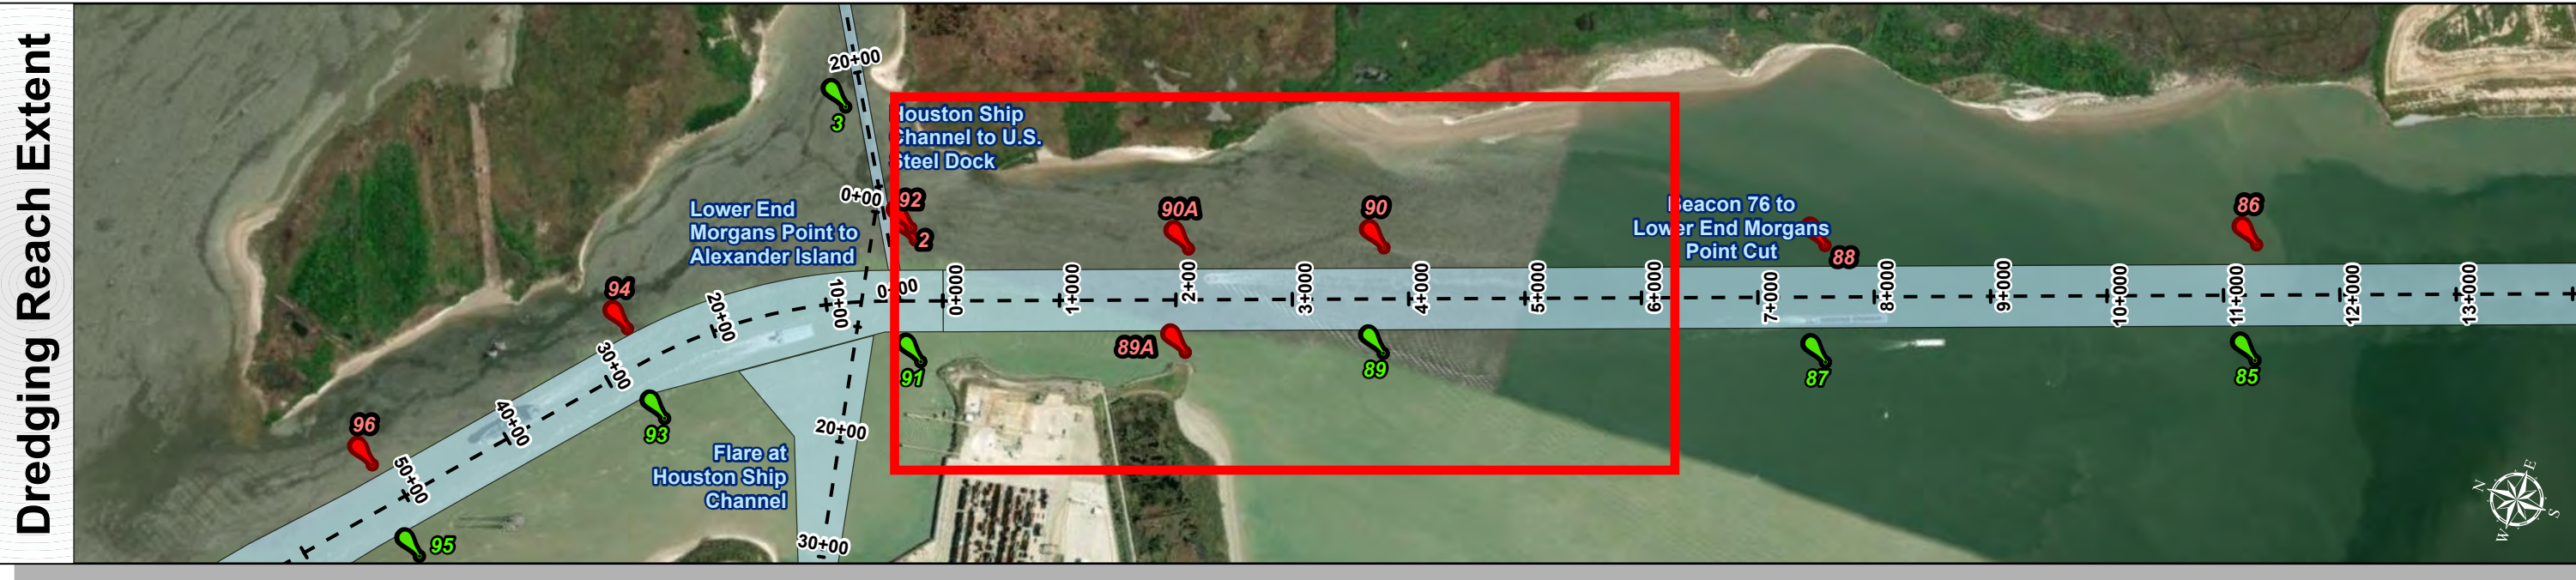 Dredging Reach Extent
20+00
3
Houston Ship
Channel to U.S.
Steel Dock
0+00
92
2
Lower End
Morgans Point to
Alexander Island
90A
90
Beacon 76 to
Lower End Morgans
Point Cut
88
86
94
20+00
10+00
0+00
0+000
1+000
2+000
3+000
4+000
5+000
6+000
7+000
8+000
9+000
10+000
11+000
12+000
13+000
30+00
91
89A
89
87
85
96
40+00
93
20+00
50+00
Flare at
Houston Ship
Channel
95
30+00
N
E
W
S